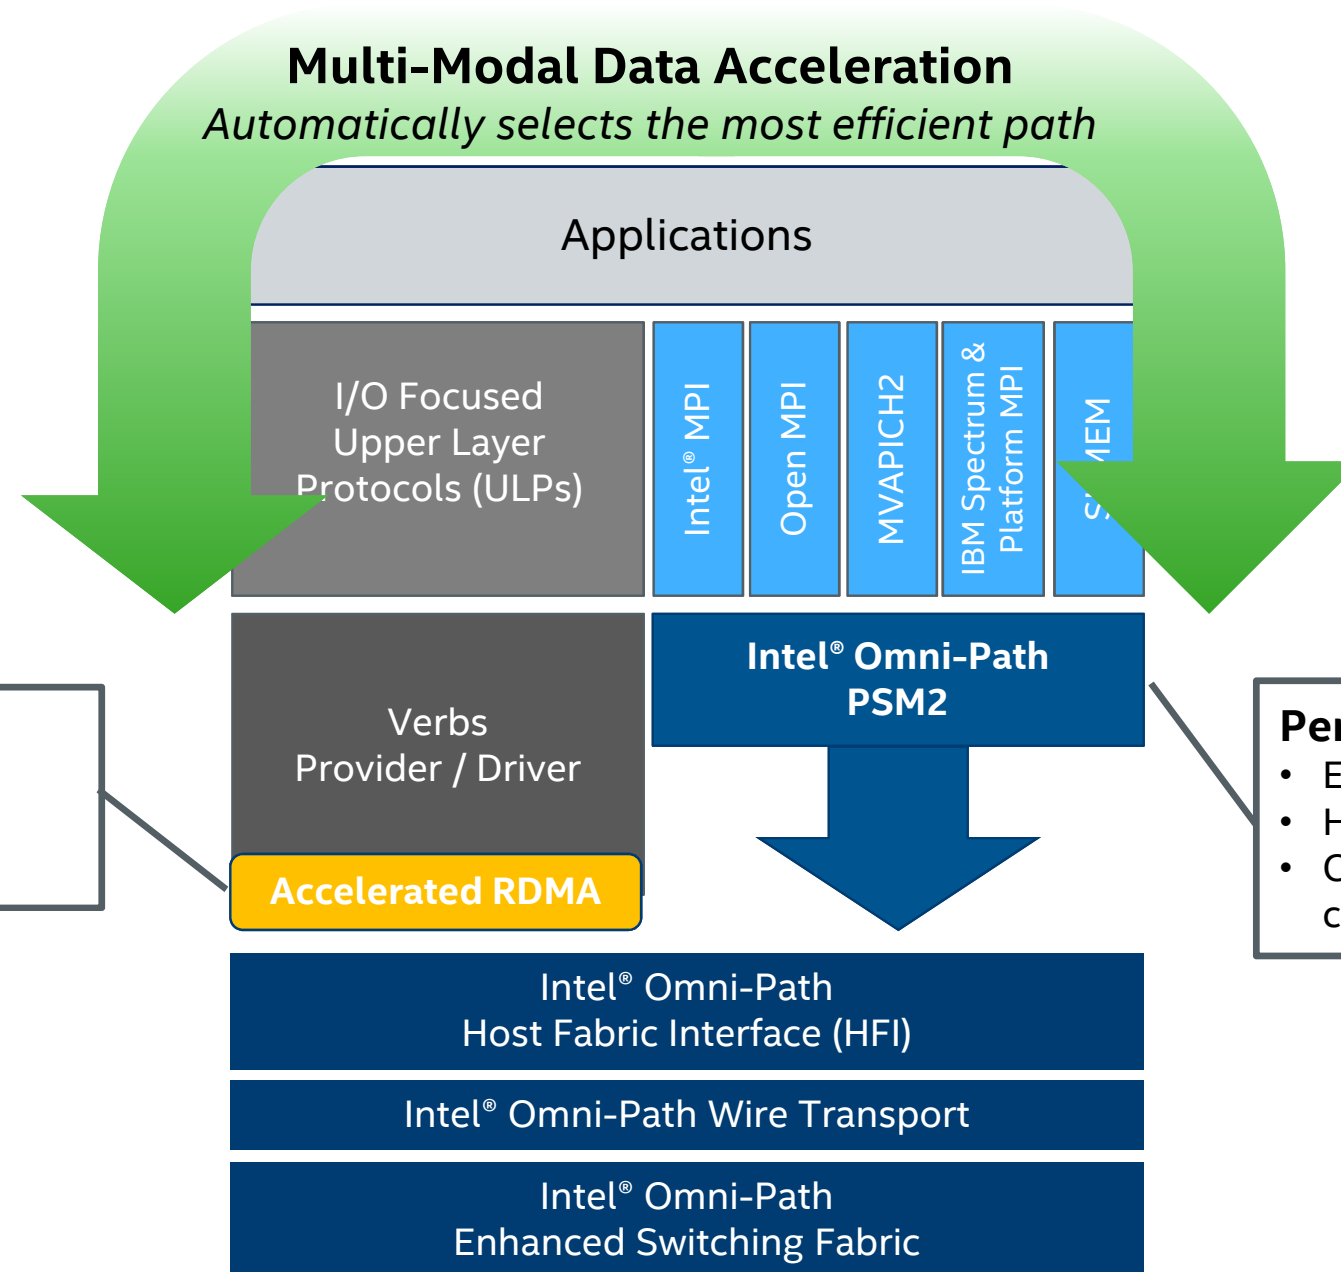 Multi-Modal Data Acceleration
Automatically selects the most efficient path
Applications
I/O Focused
Upper Layer
Protocols (ULPs)
Intel® MPI
Open MPI
MVAPICH2
IBM Spectrum &
Platform MPI
Verbs
Provider / Driver
Accelerated RDMA
Intel® Omni-Path
PSM2
Intel® Omni-Path
Host Fabric Interface (HFI)
Intel® Omni-Path Wire Transport
Intel® Omni-Path
Enhanced Switching Fabric